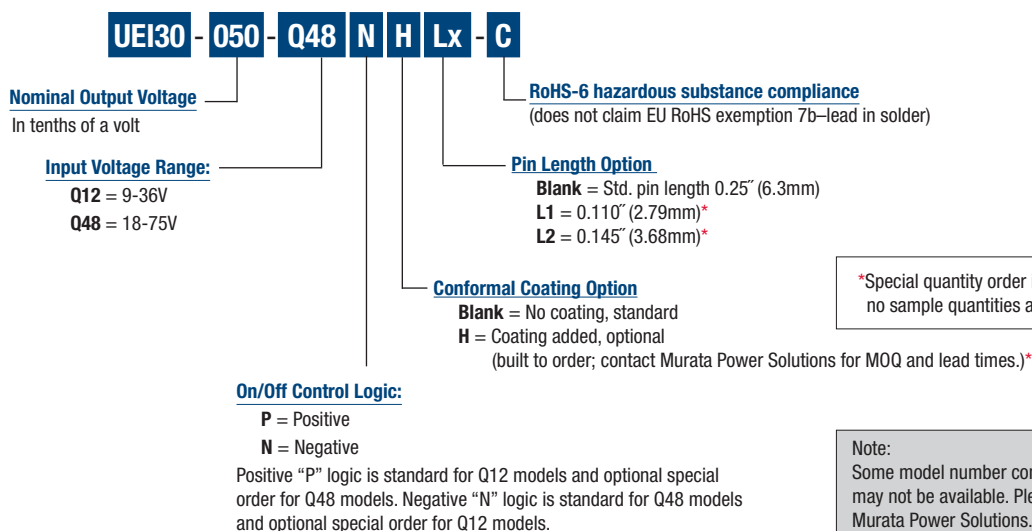 UEI30 - 050 - Q48 N H Lx - C
Nominal Output Voltage
In tenths of a volt
RoHS-6 hazardous substance compliance
(does not claim EU RoHS exemption 7b–lead in solder)
Input Voltage Range:
Q12 = 9-36V
Q48 = 18-75V
Pin Length Option
Blank = Std. pin length 0.25˝ (6.3mm)
L1 = 0.110˝ (2.79mm)*
L2 = 0.145˝ (3.68mm)*
*Special quantity order
no sample quantities
Conformal Coating Option
Blank = No coating, standard
H = Coating added, optional
(built to order; contact Murata Power Solutions for MOQ and lead times.)*
On/Off Control Logic:
P = Positive
N = Negative
Positive “P” logic is standard for Q12 models and optional special
order for Q48 models. Negative “N” logic is standard for Q48 models
and optional special order for Q12 models.
Note:
Some model number
may not be available.
Murata Power Solutions.